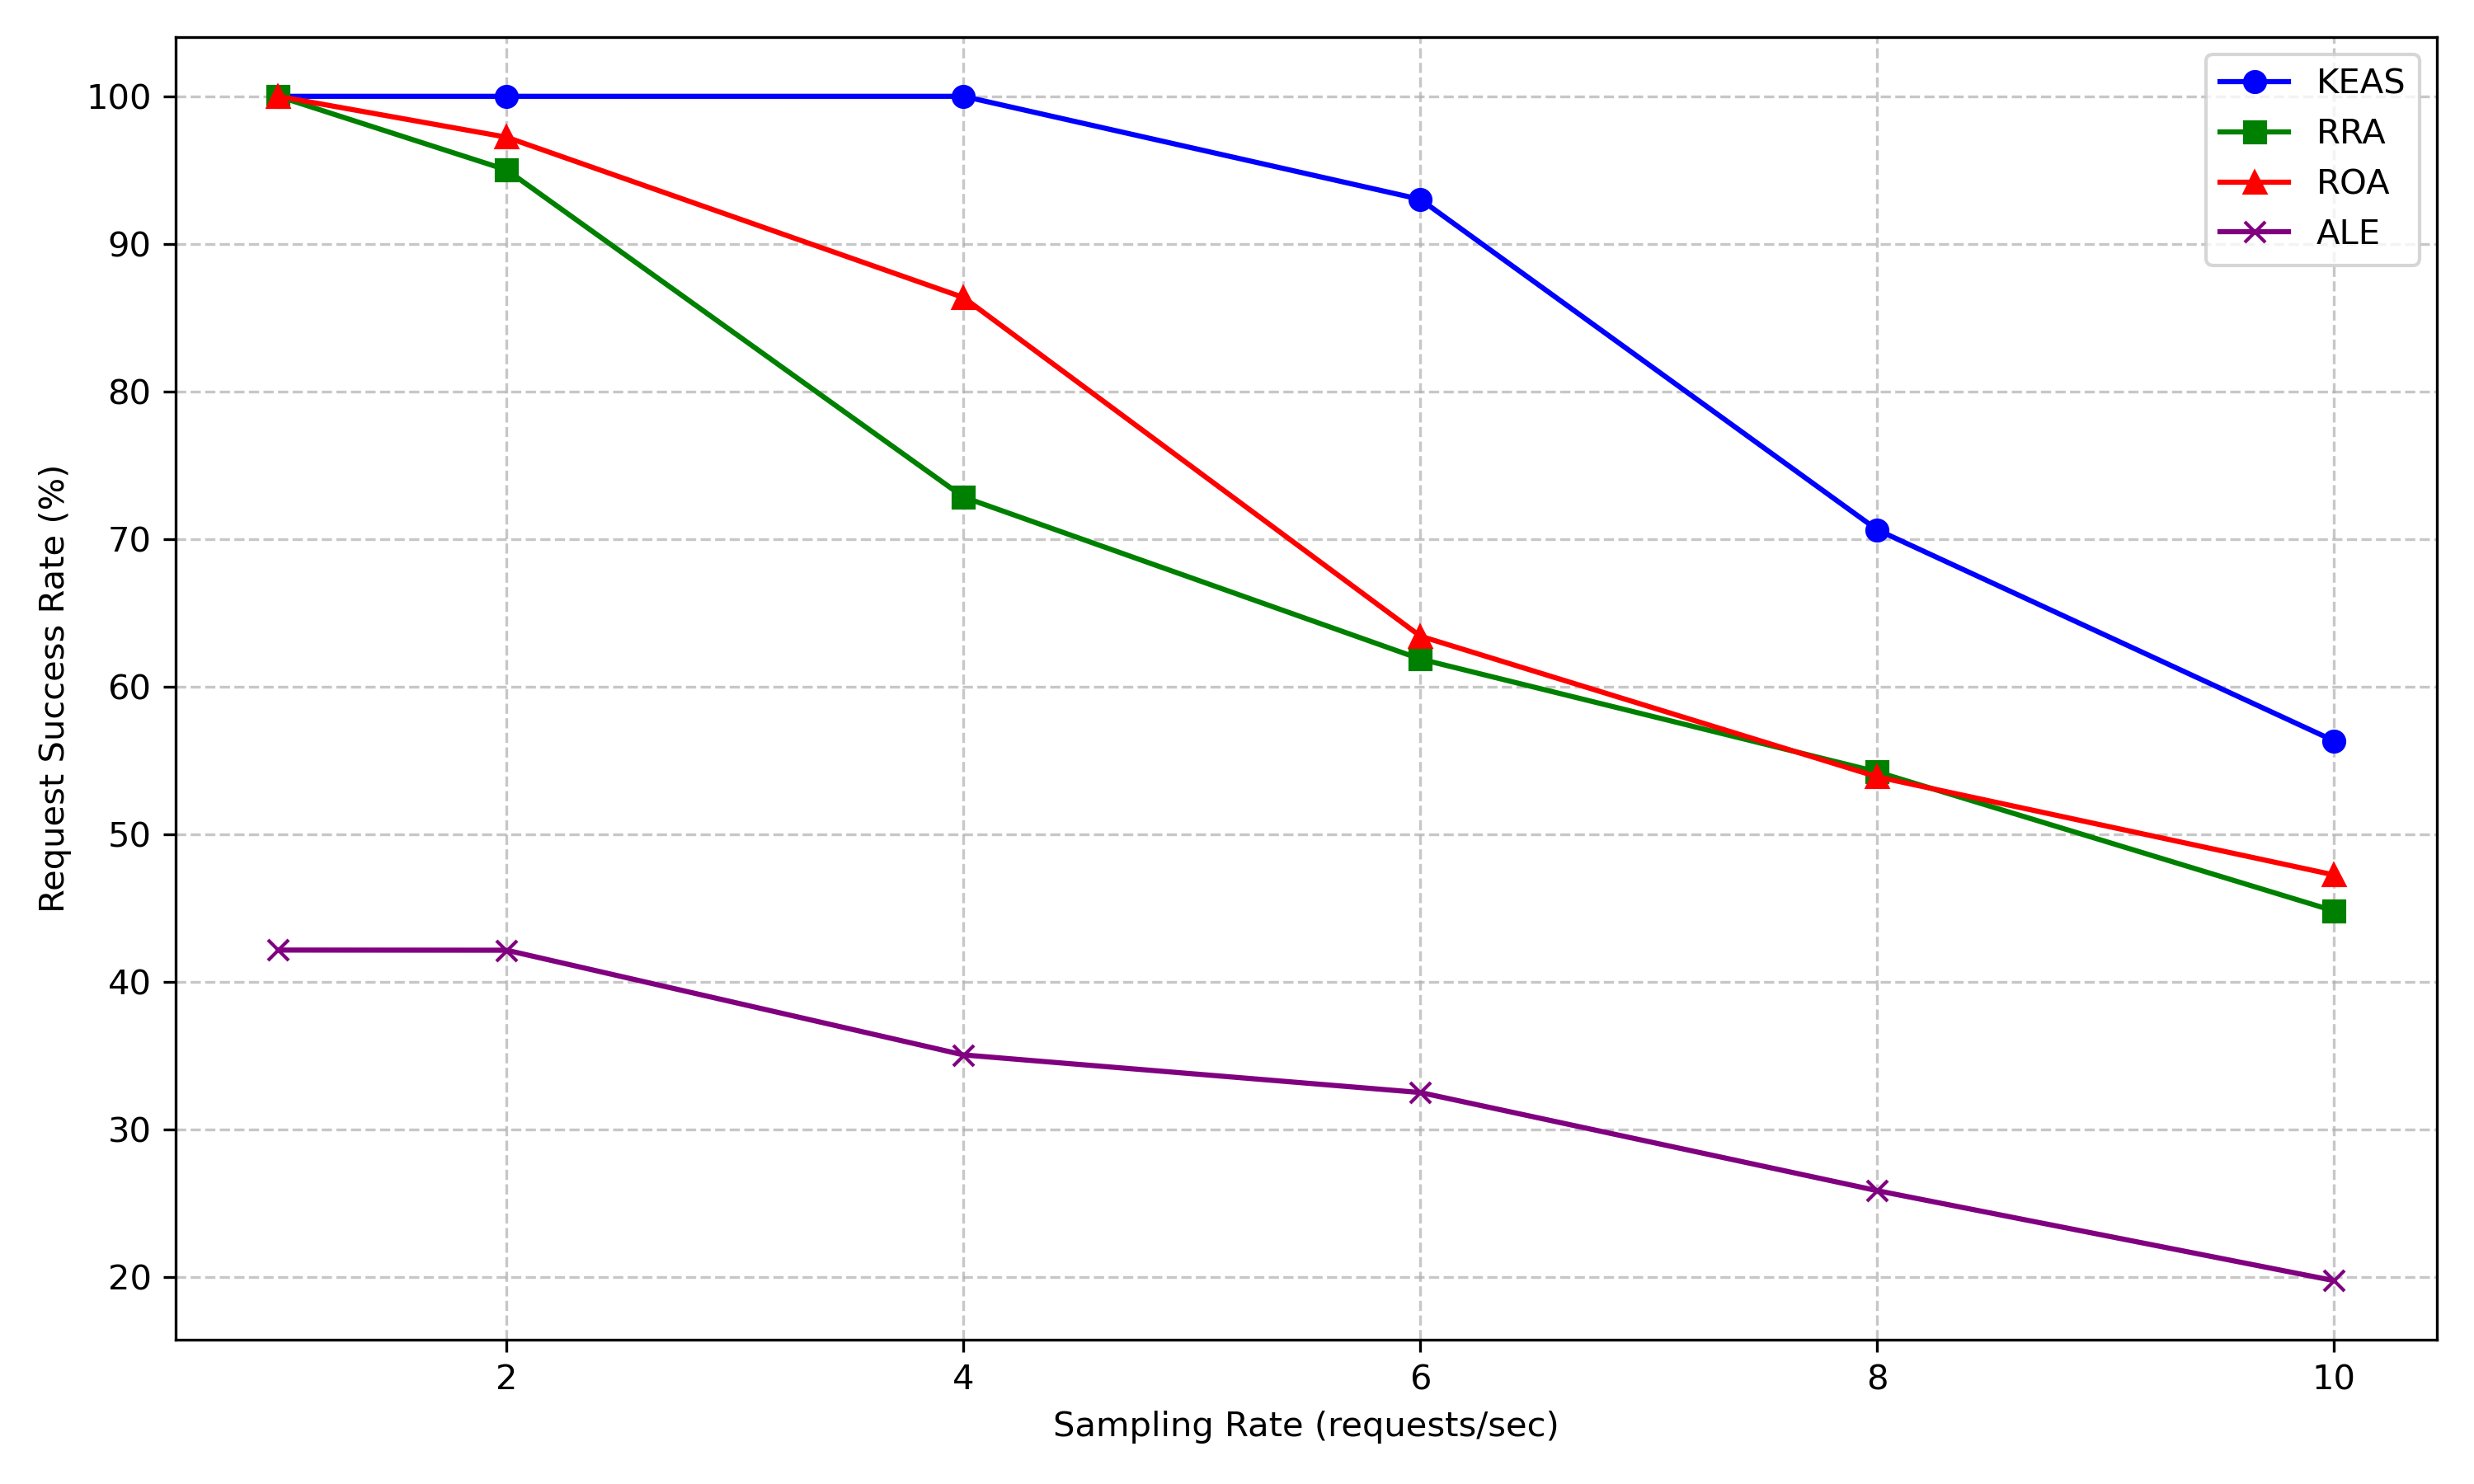 100
90
80
70
60
50
40
30
20
Request Success Rate (%)
KEAS
RRA
ROA
ALE
2 4 6 8 10
Sampling Rate (requests/sec)